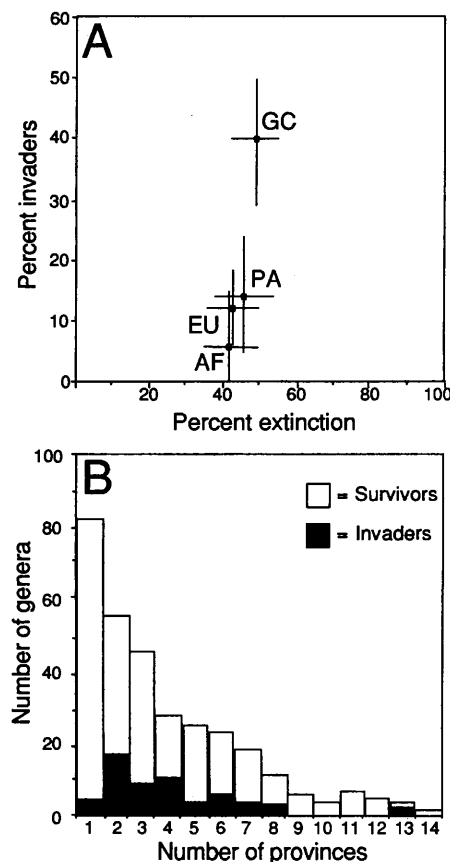 A
60
50
40
30
20
10
0
Percent invaders
GC
PA
EU
AF
20 40 60 80 100
Percent extinction
B
100
80
60
40
20
0
Number of genera
= Survivors
= Invaders
1 2 3 4 5 6 7 8 9 10 11 12 13 14
Number of provinces